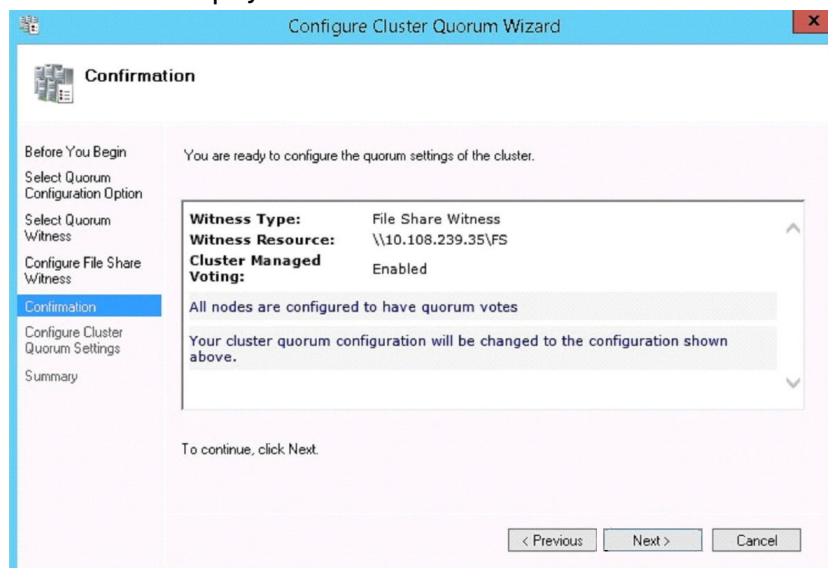 Configure Cluster Quorum Wizard
x
Confirmation
Before You Begin
Select Quorum
Configuration Option
Select Quorum
Witness
Configure File Share
Witness
Confirmation
Configure Cluster
Quorum Settings
Summary
You are ready to configure the quorum settings of the cluster.
Witness Type: File Share Witness
Witness Resource: \\10.108.239.35\FS
Cluster Managed
Voting: Enabled
All nodes are configured to have quorum votes
Your cluster quorum configuration will be changed to the configuration shown
above.
To continue, click Next.
< Previous Next > Cancel